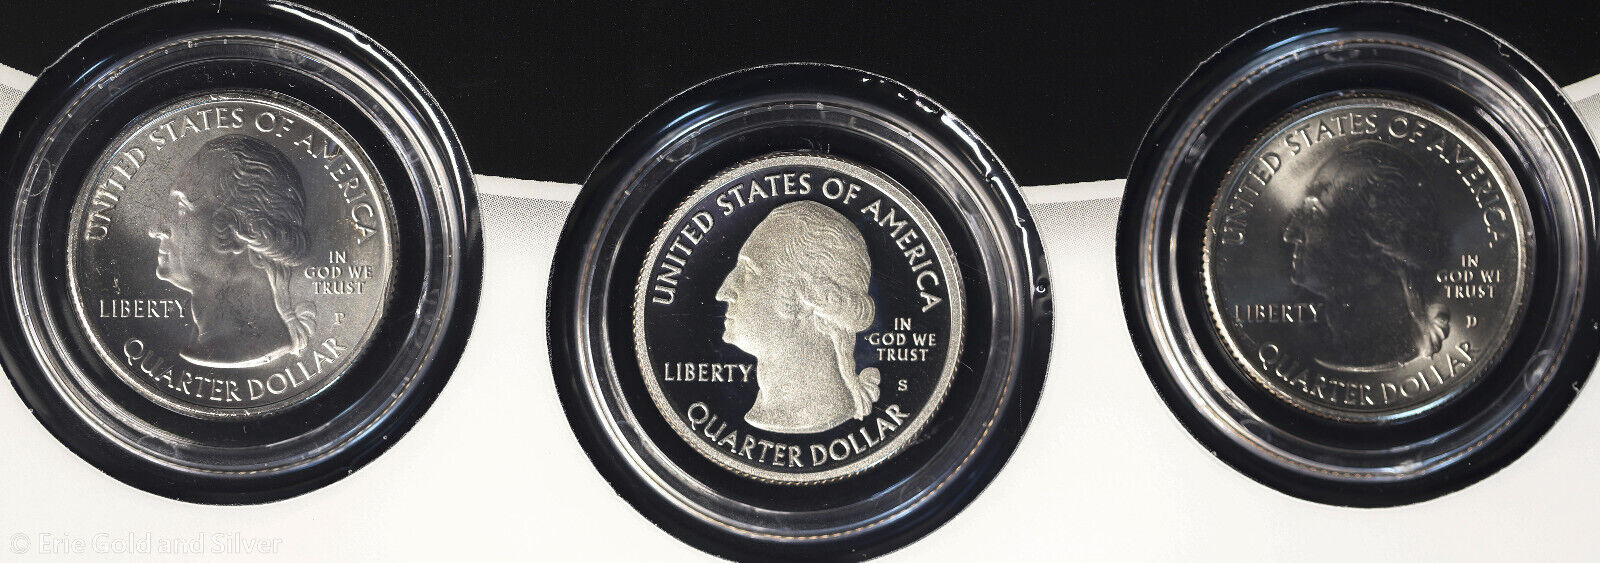 UNITED STATES OF AMERICA
LIBERTY
IN
GOD WE
TRUST
P
QUARTER DOLLAR
UNITED STATES OF AMERICA
LIBERTY
IN
GOD WE
TRUST
S
QUARTER DOLLAR
UNITED STATES OF AMERICA
LIBERTY
IN
GOD WE
TRUST
D
QUARTER DOLLAR
© Erie Gold and Silver